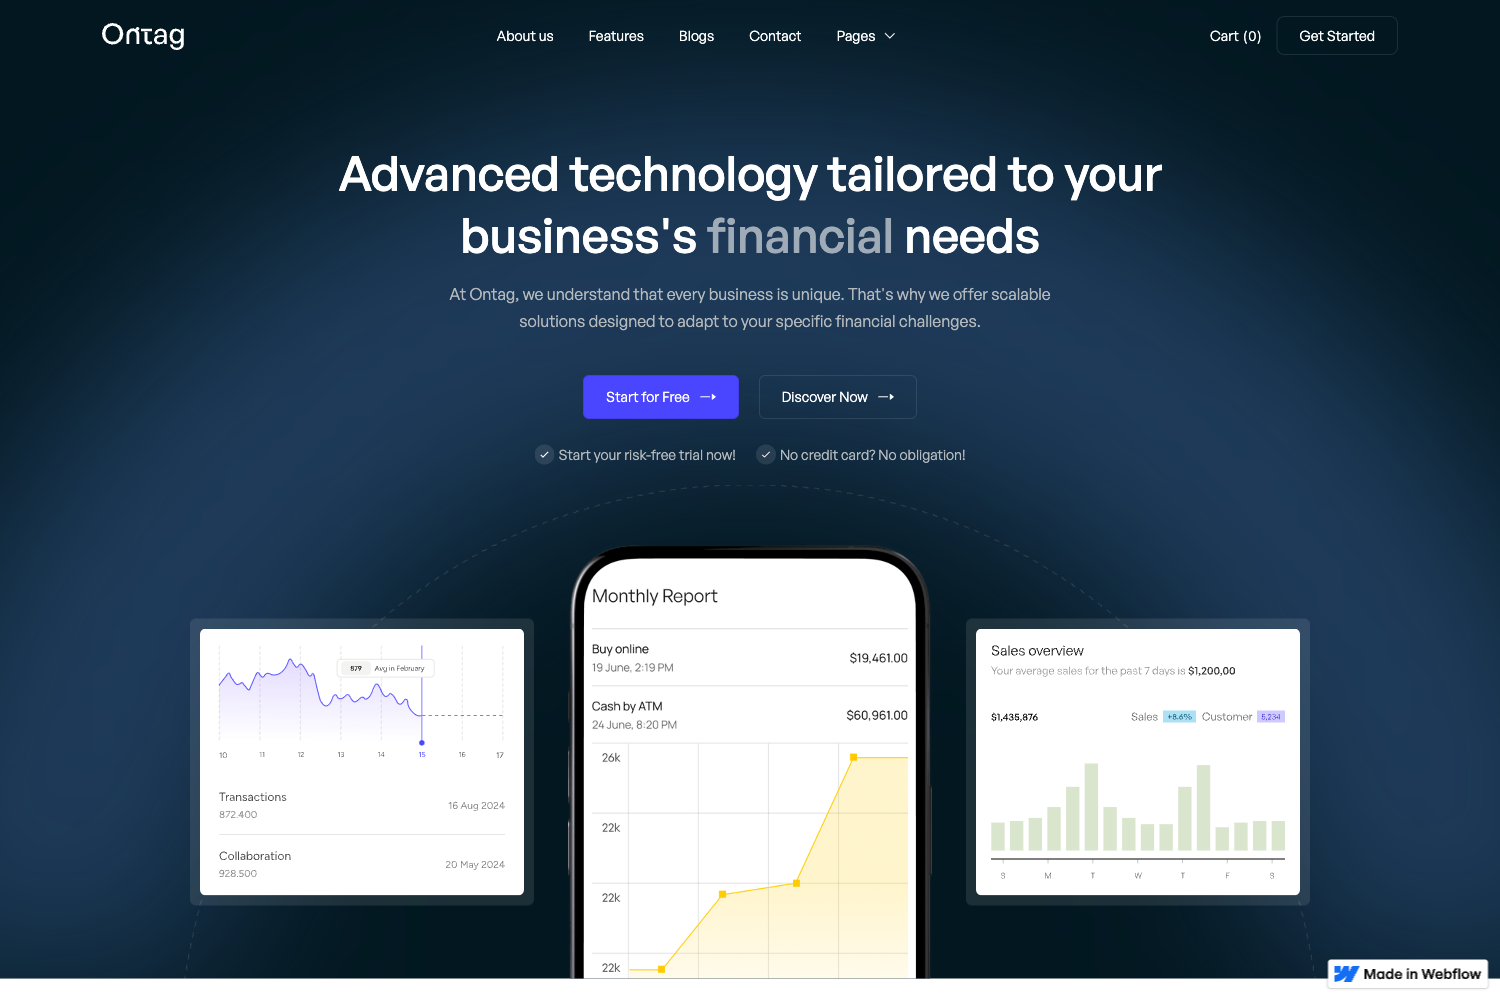 Ontag
About us
Features
Blogs
Contact
Pages
Cart (0)
Get Started
Advanced technology tailored to your
business's financial needs
At Ontag, we understand that every business is unique. That's why we offer scalable
solutions designed to adapt to your specific financial challenges.
Start for Free
Discover Now
Start your risk-free trial now!
No credit card? No obligation!
579 Avg in February
10 11 12 13 14 15 16 17
Transactions
872.400
16 Aug 2024
Collaboration
928.500
20 May 2024
Monthly Report
Buy online
19 June, 2:19 PM
$19,461.00
Cash by ATM
24 June, 8:20 PM
$60,961.00
26k
22k
22k
22k
Sales overview
Your average sales for the past 7 days is $1,200,00
$1,435,876
Sales +8.6% Customer 5,234
S M T W T F S
Made in Webflow